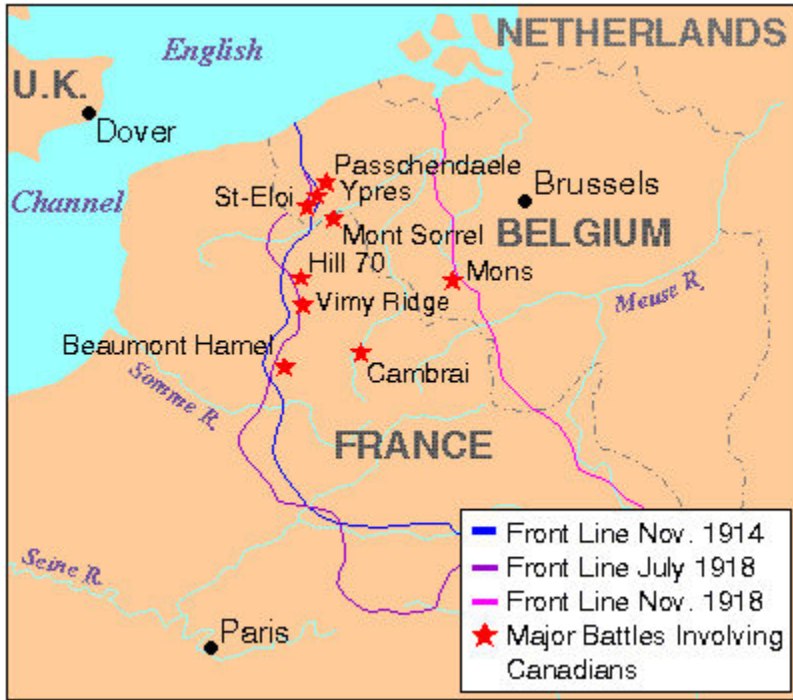 NETHERLANDS
English
U.K.
Dover
Passchendaele
Ypres
St-Eloi
Brussels
Channel
Mont Sorrel
BELGIUM
Hill 70
Mons
Meuse R.
Vimy Ridge
Beaumont Hamel
Cambrai
Somme R.
FRANCE
Front Line Nov. 1914
Front Line July 1918
Seine R.
Front Line Nov. 1918
Paris
Major Battles Involving
Canadians